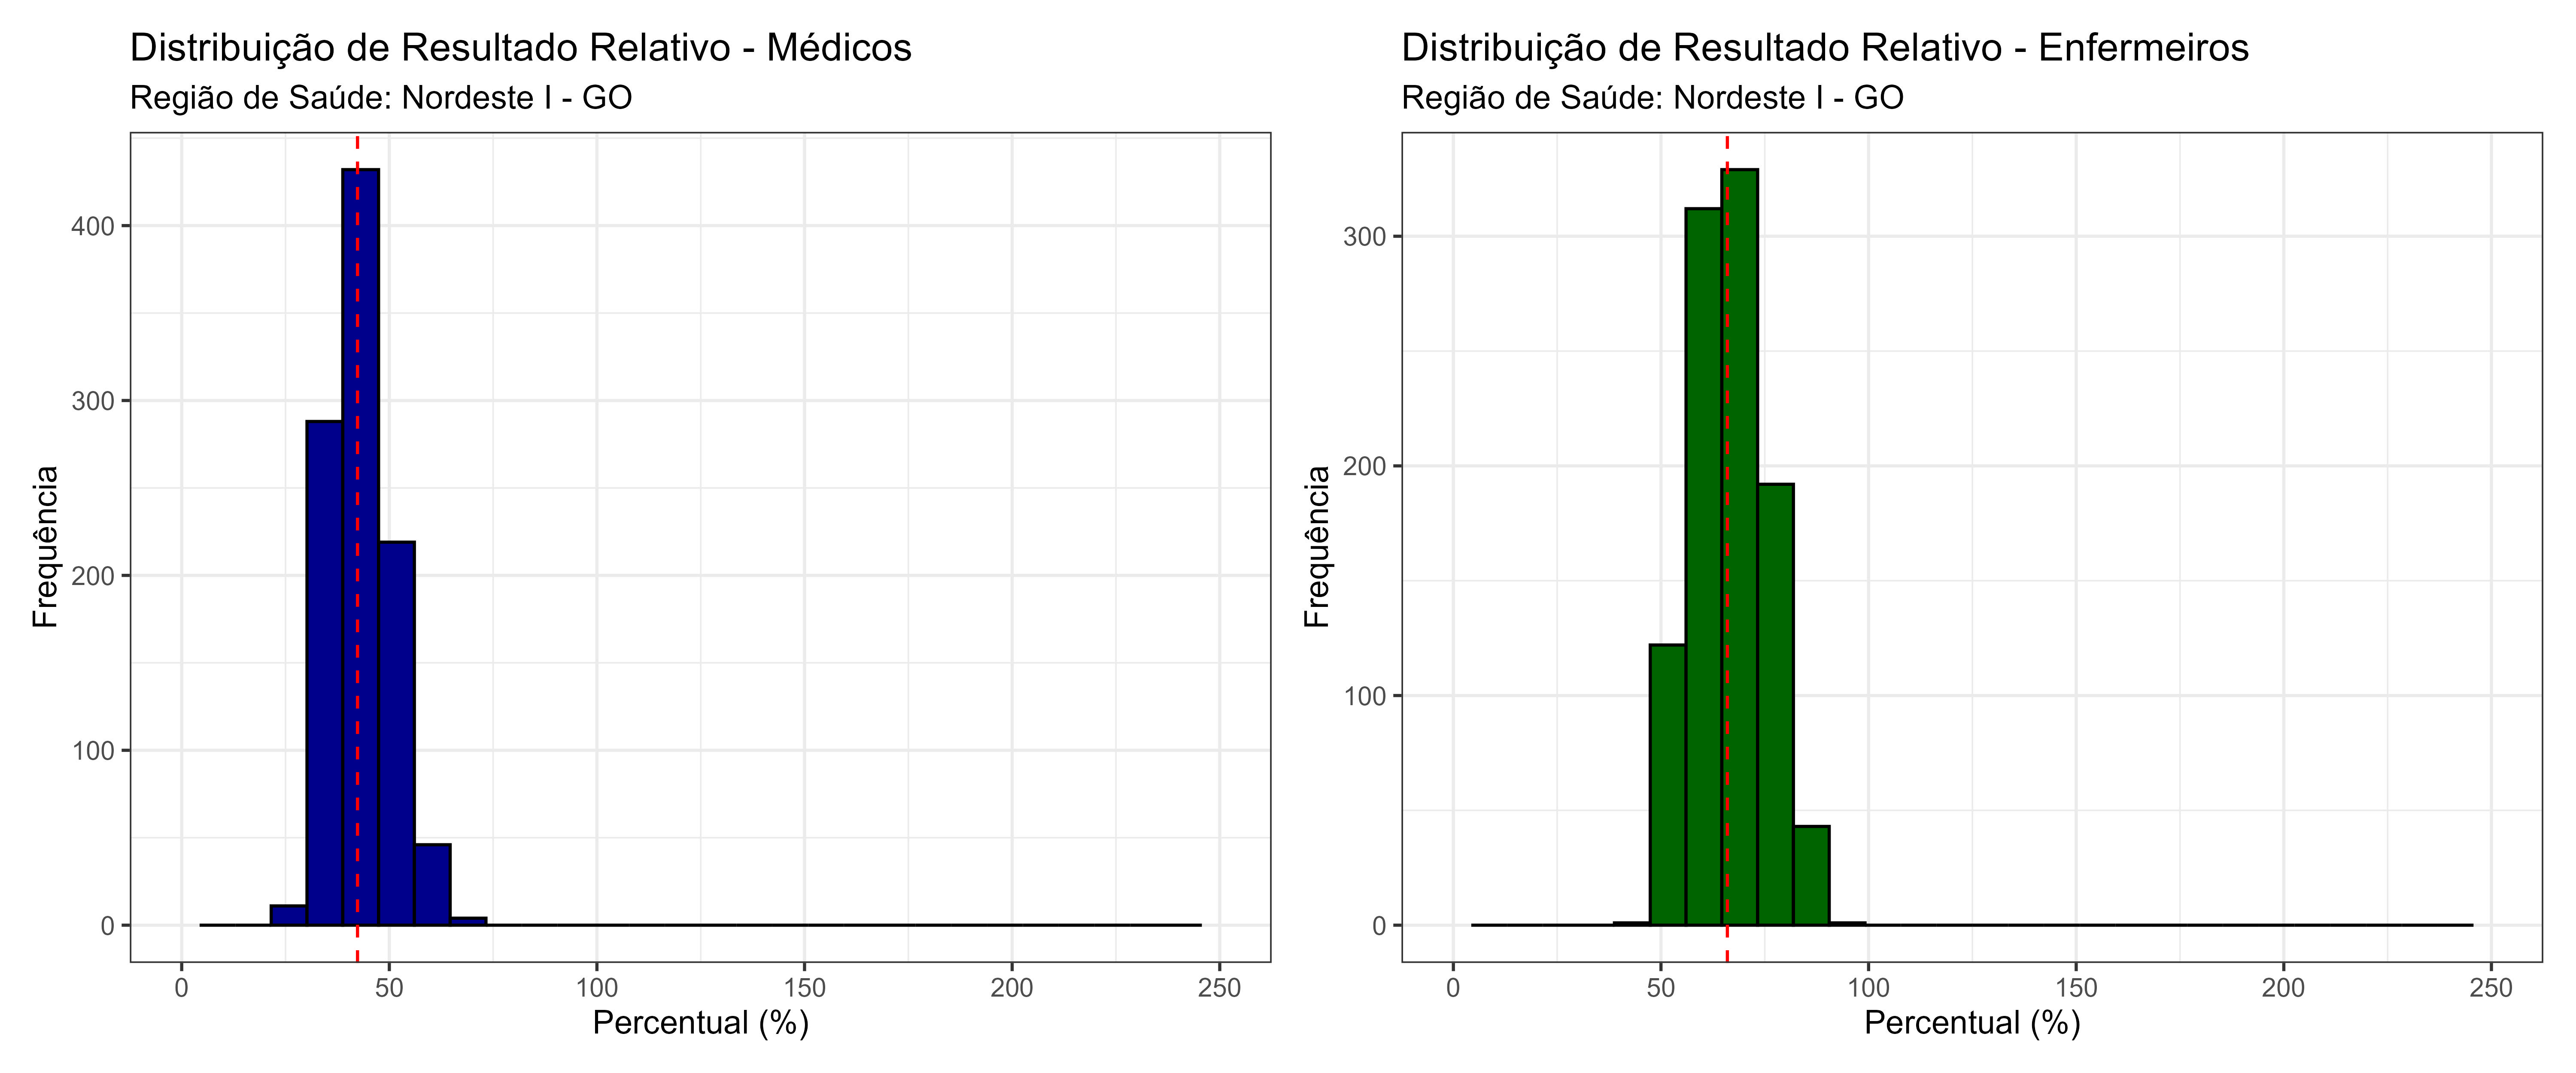 Distribuição de Resultado Relativo - Médicos
Região de Saúde: Nordeste I - GO
Frequência
400
300
200
100
0
0 50 100 150 200 250
Percentual (%)
Distribuição de Resultado Relativo - Enfermeiros
Região de Saúde: Nordeste I - GO
Frequência
300
200
100
0
0 50 100 150 200 250
Percentual (%)